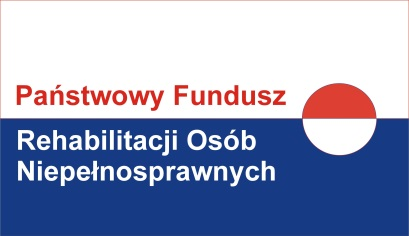 Państwowy Fundusz
Rehabilitacji Osób
Niepełnosprawnych